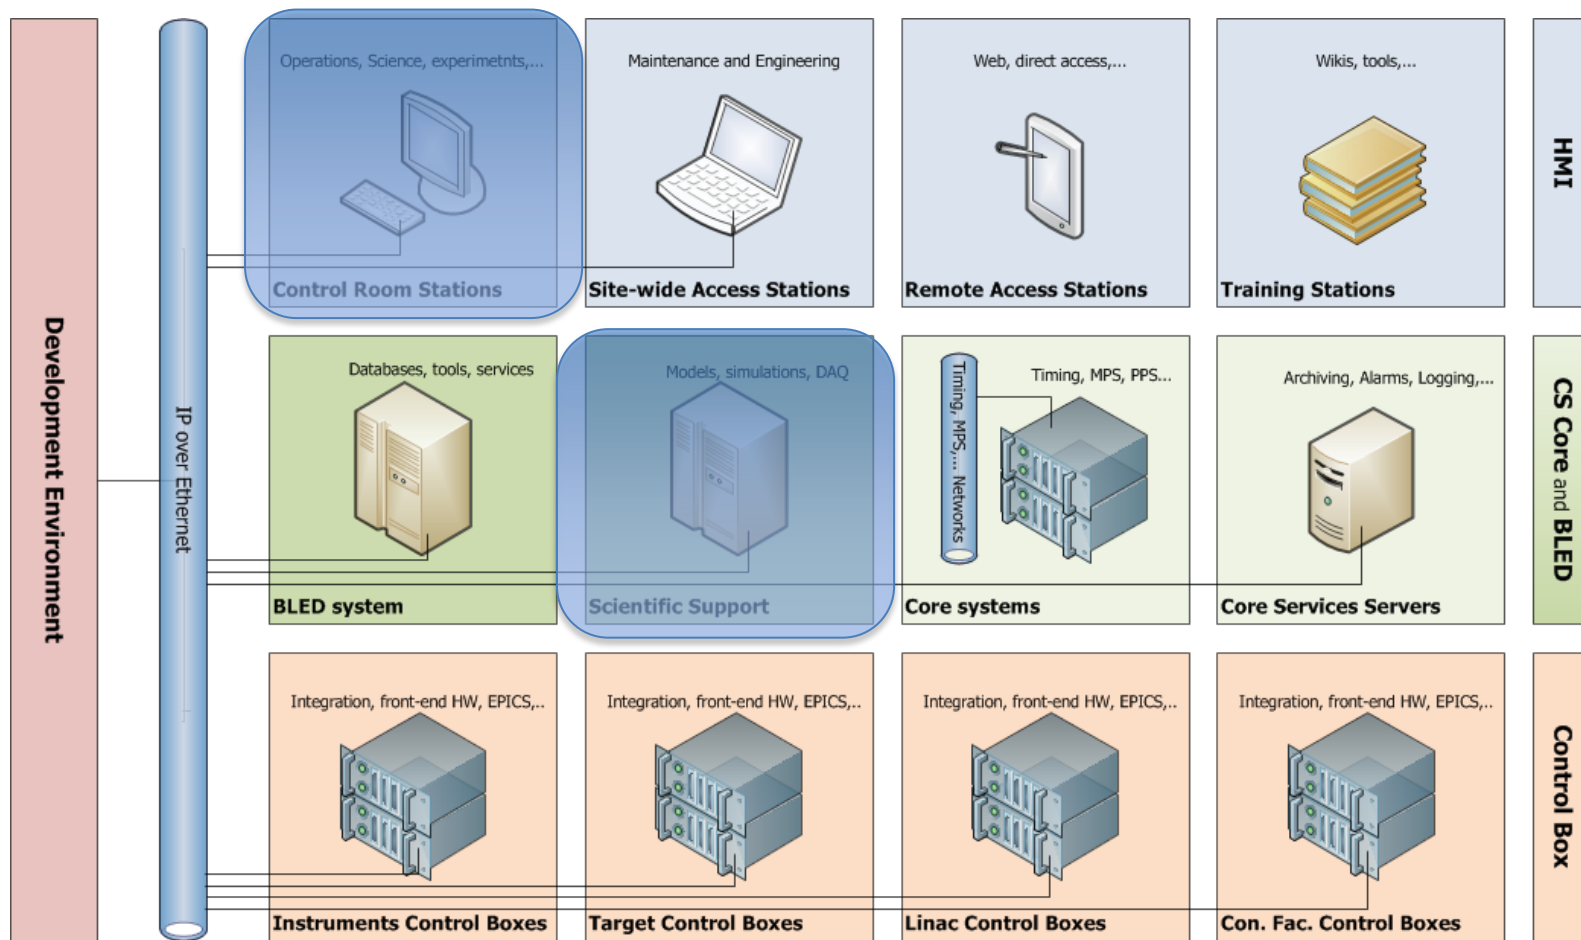 Development Environment
IP over Ethernet
Operations, Science, experimetnts,...
Control Room Stations
Maintenance and Engineering
Site-wide Access Stations
Web, direct access,...
Remote Access Stations
Wikis, tools,...
Training Stations
HMI
Databases, tools, services
BLED system
Models, simulations, DAQ
Scientific Support
Timing, MPS,... Networks
Timing, MPS, PPS...
Core systems
Archiving, Alarms, Logging,...
Core Services Servers
CS Core and BLED
Integration, front-end HW, EPICS,..
Instruments Control Boxes
Integration, front-end HW, EPICS,..
Target Control Boxes
Integration, front-end HW, EPICS,..
Linac Control Boxes
Integration, front-end HW, EPICS,..
Con. Fac. Control Boxes
Control Box